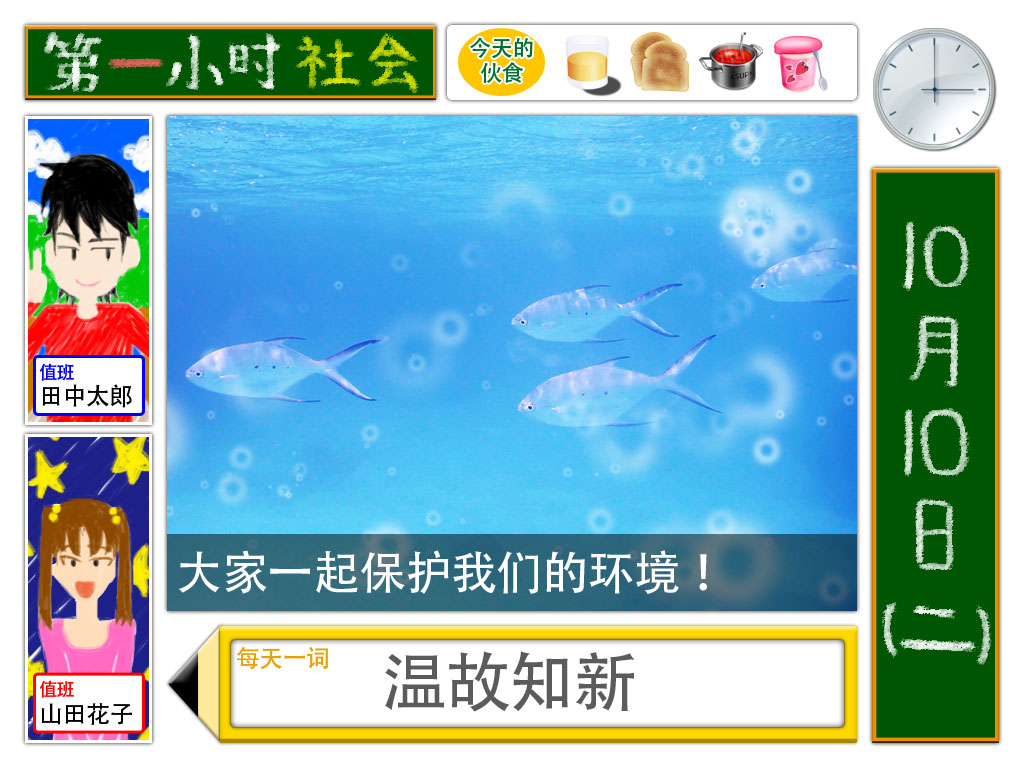 第一小时 社会
今天的
伙食
SUP
值班
田中太郎
大家一起保护我们的环境！
值班
山田花子
每天一词
温故知新
10
月
10
日
(二)